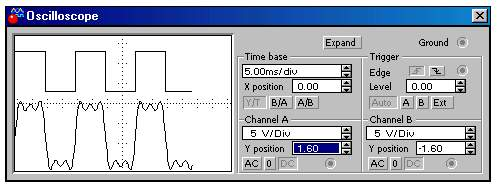 Oscilloscope
Expand Ground
Time base Trigger
5.00ms/div Edge
X position 0.00 Level 0.00
Y/T B/A A/B Auto A B Ext
Channel A Channel B
5 V/Div 5 V/Div
Y position 1.60 Y position -1.60
AC 0 DC AC 0 DC